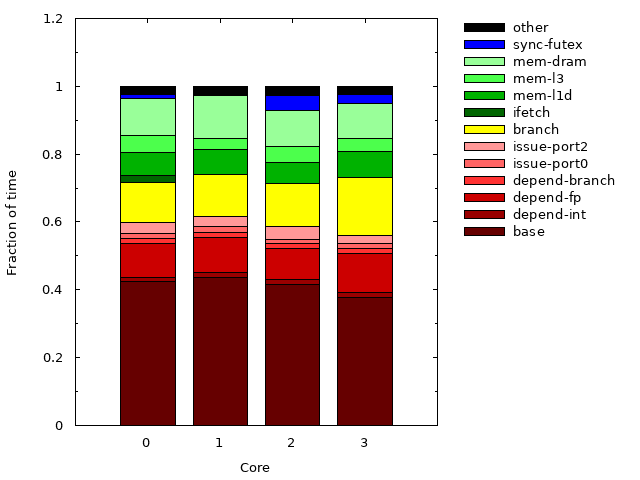 1.2
1
0.8
0.6
0.4
0.2
0
Fraction of time
0 1 2 3
Core
other
sync-futex
mem-dram
mem-l3
mem-l1d
ifetch
branch
issue-port2
issue-port0
depend-branch
depend-fp
depend-int
base